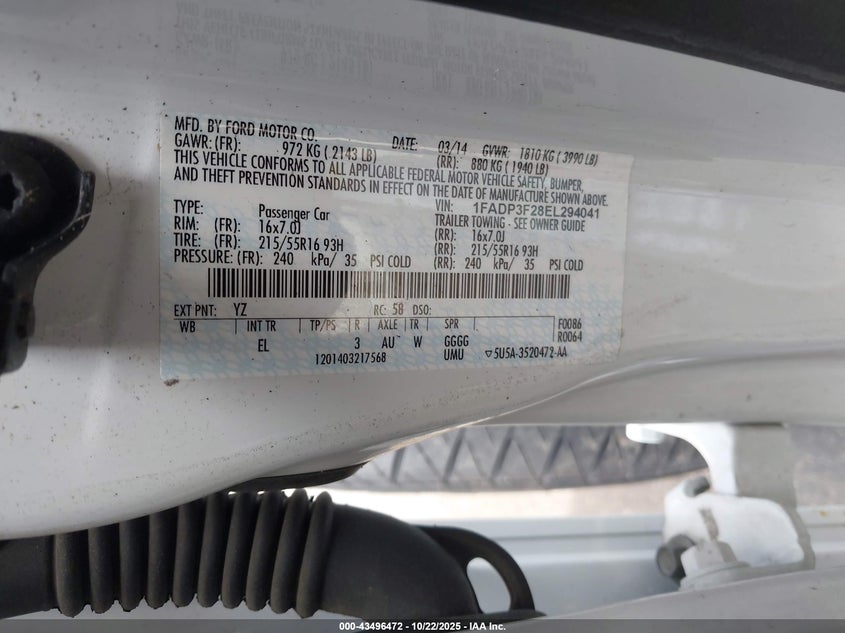 MFD. BY FORD MOTOR CO. DATE: 03/14 GVWR: 1810 KG ( 3990 LB)
GAWR: (FR): 972 KG ( 2143 LB) (RR): 880 KG ( 1940 LB)
THIS VEHICLE CONFORMS TO ALL APPLICABLE FEDERAL MOTOR VEHICLE SAFETY, BUMPER,
AND THEFT PREVENTION STANDARDS IN EFFECT ON THE DATE OF MANUFACTURE SHOWN ABOVE.
VIN: 1FADP3F28EL294041
TYPE: Passenger Car TRAILER TOWING - SEE OWNER GUIDE
RIM: (FR): 16x7.0J (RR): 16x7.0J
TIRE: (FR): 215/55R16 93H (RR): 215/55R16 93H
PRESSURE: (FR): 240 kPa/ 35 PSI COLD (RR): 240 kPa/ 35 PSI COLD
EXT PNT: YZ RC: 58 DSO:
WB INT TR TP/PS R AXLE TR SPR F0086
R0064
EL 3 AU W GGGG
1201403217568 UMU ▽5U5A-3520472-AA
000-43496472 - 10/22/2025 - IAA Inc.